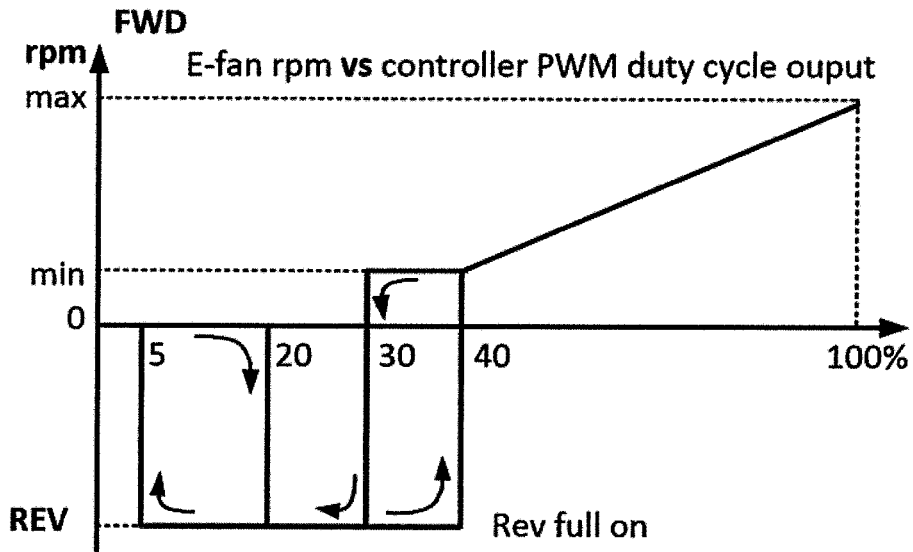 FWD
rpm
E-fan rpm vs controller PWM duty cycle ouput
max
min
0
5
20
30
40
100%
REV
Rev full on